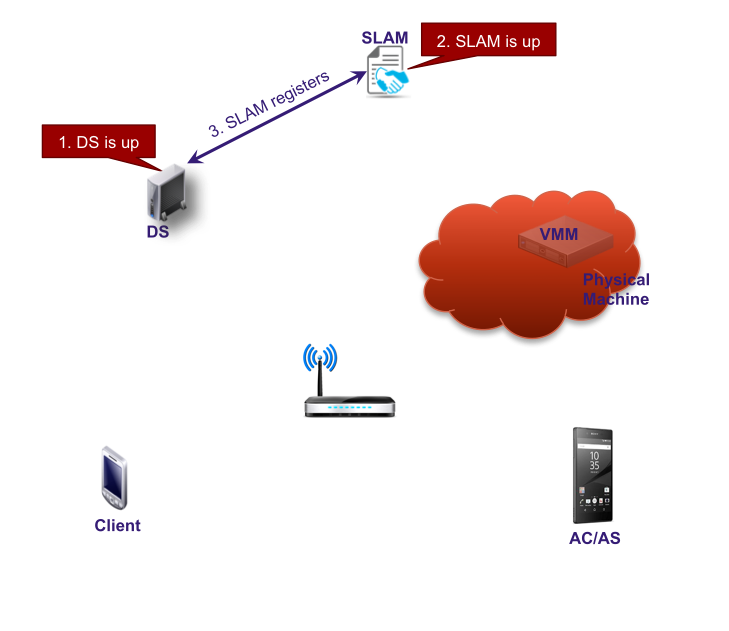 SLAM
2. SLAM is up
3. SLAM registers
1. DS is up
DS
VMM
Physical
Machine
10
35
Client
AC/AS